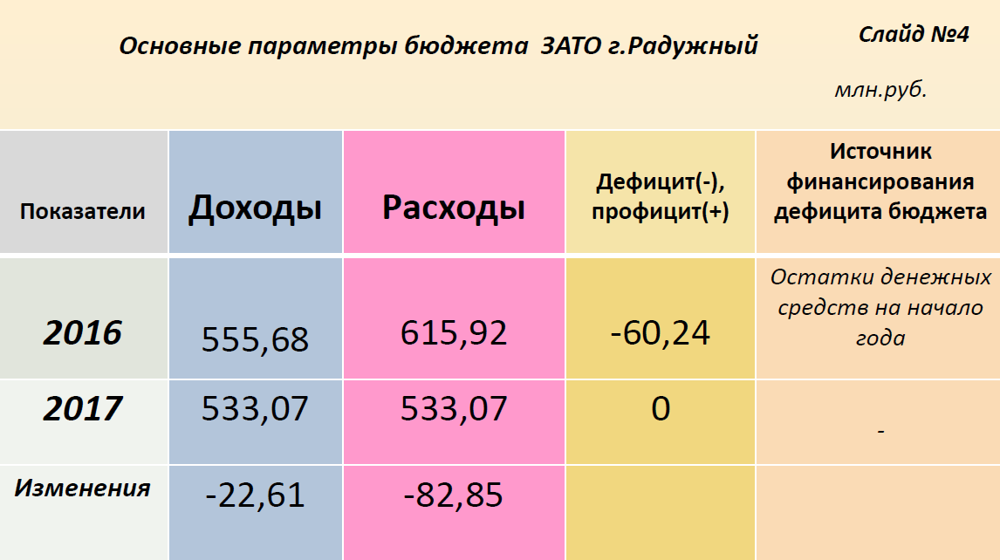 Основные параметры бюджета ЗАТО г.Радужный
Слайд №4
млн.руб.
Показатели
Доходы
Расходы
Дефицит(-),
профицит(+)
Источник
финансирования
дефицита бюджета
2016
555,68
615,92
-60,24
Остатки денежных
средств на начало
года
2017
533,07
533,07
0
-
Изменения
-22,61
-82,85